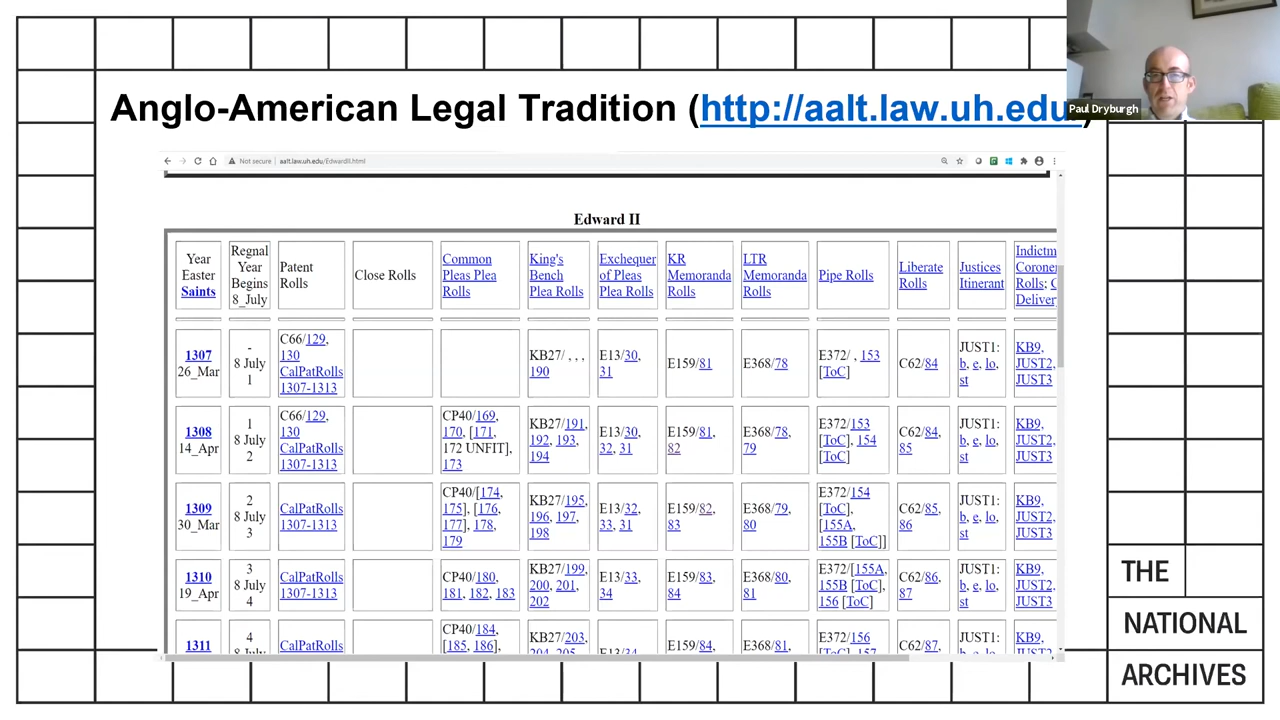 Anglo-American Legal Tradition (http://aalt.law.uh.edu/)
Paul Dryburgh
Not secure | aalt.law.uh.edu/EdwardII.html
Edward II
Year Easter Saints
Regnal Year Begins 8_July
Patent Rolls
Close Rolls
Common Pleas Plea Rolls
King's Bench Plea Rolls
Exchequer of Pleas Plea Rolls
KR Memoranda Rolls
LTR Memoranda Rolls
Pipe Rolls
Liberate Rolls
Justices Itinerant
Indictm
Corone
Rolls; 
Delivery
1307 26_Mar
- 8 July 1
C66/129, 130 CalPatRolls 1307-1313
KB27/ , , , 190
E13/30, 31
E159/81
E368/78
E372/ , 153 [ToC]
C62/84
JUST1: b, e, lo, st
KB9, JUST2, JUST3
1308 14_Apr
1 8 July 2
C66/129, 130 CalPatRolls 1307-1313
CP40/169, 170, [171, 172 UNFIT], 173
KB27/191, 192, 193, 194
E13/30, 32, 31
E159/81, 82
E368/78, 79
E372/153 [ToC], 154 [ToC]
C62/84, 85
JUST1: b, e, lo, st
KB9, JUST2, JUST3
1309 30_Mar
2 8 July 3
CalPatRolls 1307-1313
CP40/[174, 175], [176, 177], 178, 179
KB27/195, 196, 197, 198
E13/32, 33, 31
E159/82, 83
E368/79, 80
E372/154 [ToC], [155A, 155B [ToC]]
C62/85, 86
JUST1: b, e, lo, st
KB9, JUST2, JUST3
1310 19_Apr
3 8 July 4
CalPatRolls 1307-1313
CP40/180, 181, 182, 183
KB27/199, 200, 201, 202
E13/33, 34
E159/83, 84
E368/80, 81
E372/[155A, 155B [ToC], 156 [ToC]
C62/86, 87
JUST1: b, e, lo, st
KB9, JUST2, JUST3
1311
4
CalPatRolls
CP40/184, [185, 186],
KB27/203,
E159/84,
E368/81,
E372/156
C62/87,
JUST1:
KB9,
THE
NATIONAL
ARCHIVES